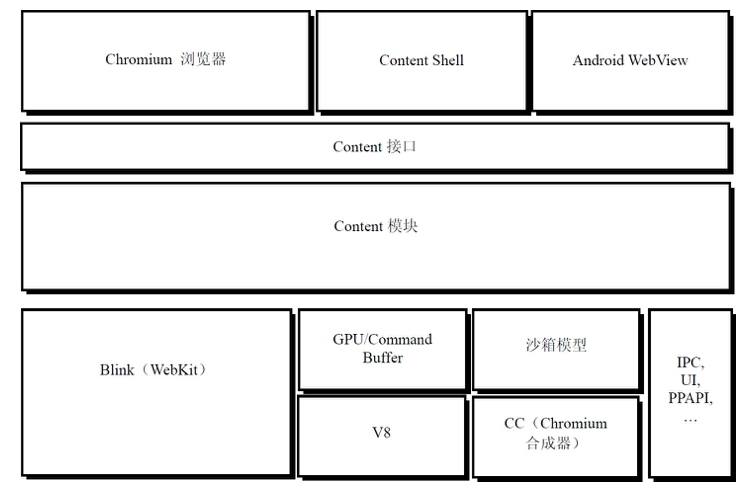 Chromium 浏览器
Content Shell
Android WebView
Content 接口
Content 模块
Blink（WebKit）
GPU/Command
Buffer
沙箱模型
IPC,
UI,
PPAPI,
…
V8
CC（Chromium
合成器）